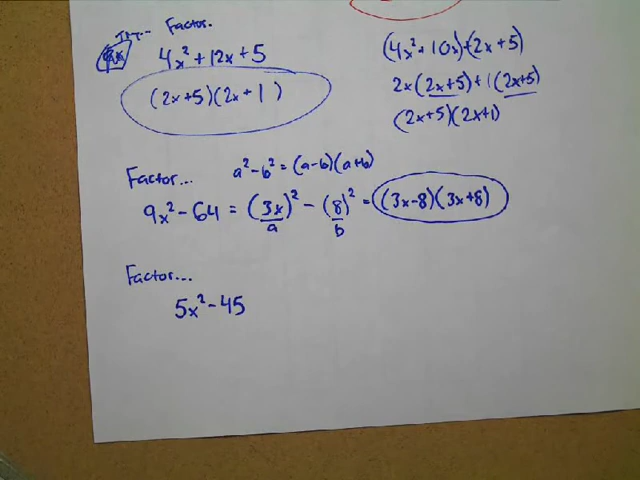 Try... Factor.
4x² + 12x + 5
(2x+5)(2x+1)
(4x² + 10x) + (2x + 5)
2x(2x+5) + 1(2x+5)
(2x+5)(2x+1)
Factor... a² - b² = (a-b)(a+b)
9x² - 64 = (3x)² - (8)² = (3x-8)(3x+8)
a b
Factor...
5x² - 45